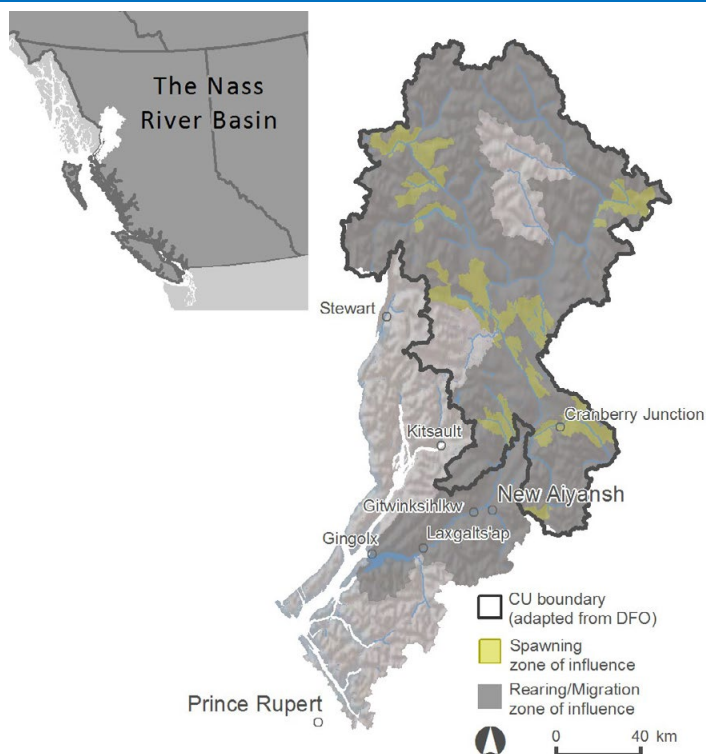 The Nass
River Basin
Stewart
Cranberry Junction
Kitsault
New Aiyansh
Gitwinksihlkw
Laxgalts'ap
Gingolx
CU boundary
(adapted from DFO)
Spawning
zone of influence
Rearing/Migration
zone of influence
Prince Rupert
0 40 km